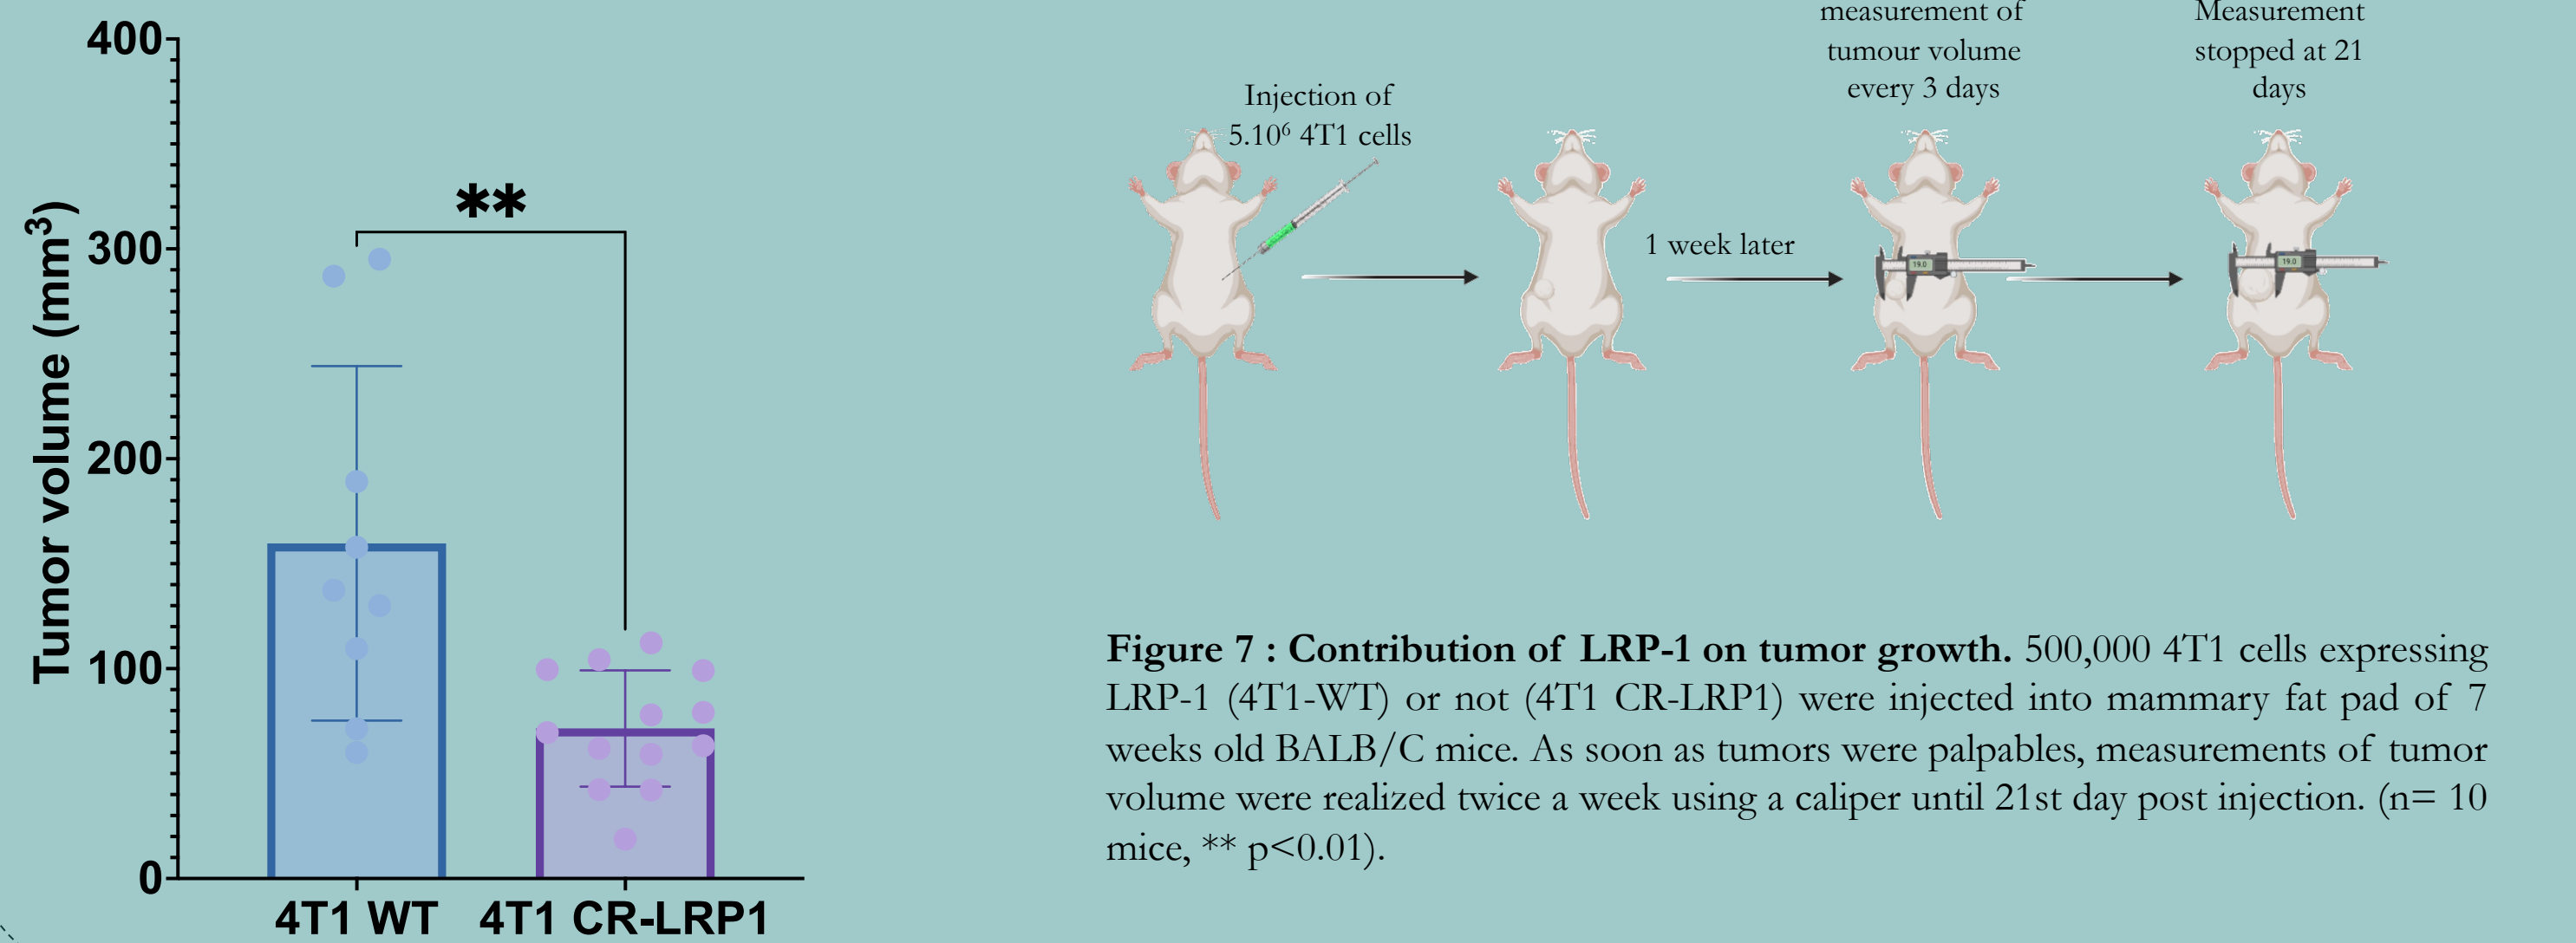 400
300
200
100
0
Tumor volume (mm³)
**
4T1 WT
4T1 CR-LRP1
Injection of
5.10⁶ 4T1 cells
1 week later
measurement of
tumour volume
every 3 days
19.0
Measurement
stopped at 21
days
19.0
Figure 7 : Contribution of LRP-1 on tumor growth. 500,000 4T1 cells expressing
LRP-1 (4T1-WT) or not (4T1 CR-LRP1) were injected into mammary fat pad of 7
weeks old BALB/C mice. As soon as tumors were palpables, measurements of tumor
volume were realized twice a week using a caliper until 21st day post injection. (n= 10
mice, ** p<0.01).